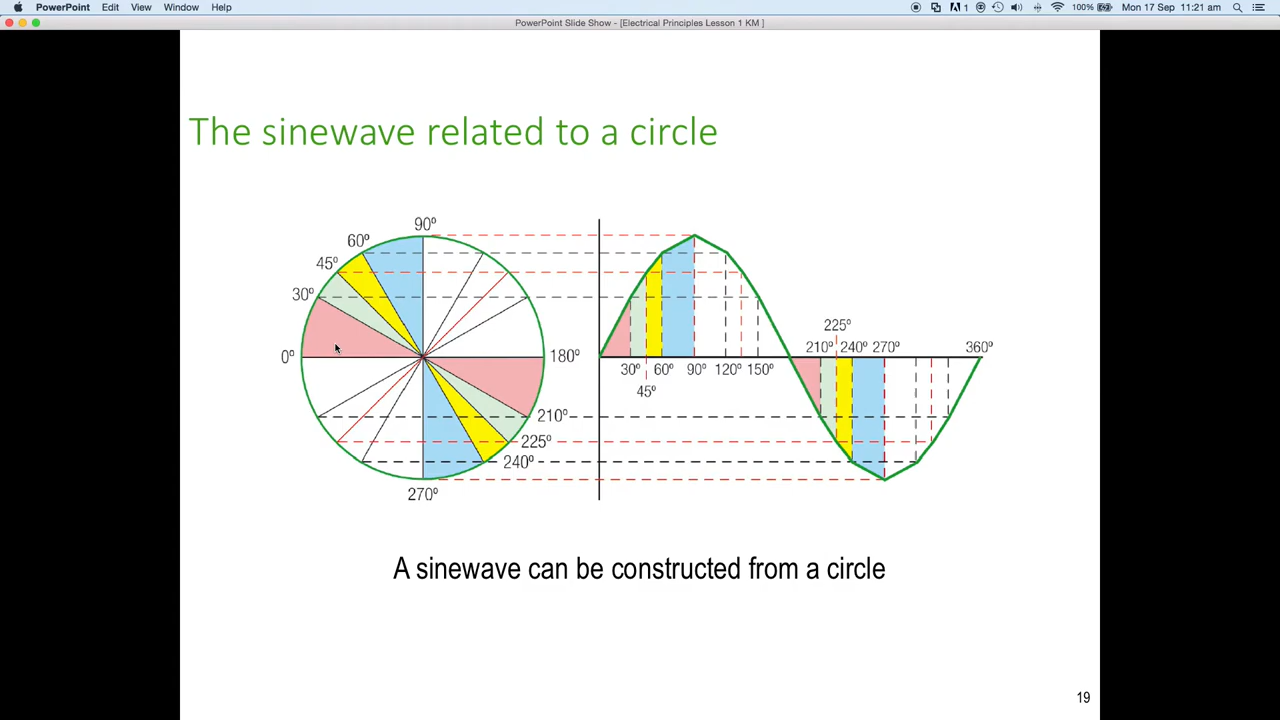 PowerPoint Edit View Window Help 1 100% Mon 17 Sep 11:21 am
PowerPoint Slide Show - [Electrical Principles Lesson 1 KM ]
The sinewave related to a circle
90º
60º
45º
30º
0º
180º
210º
225º
240º
270º
225º
210º 240º 270º 360º
30º 60º 90º 120º 150º
45º
A sinewave can be constructed from a circle
19